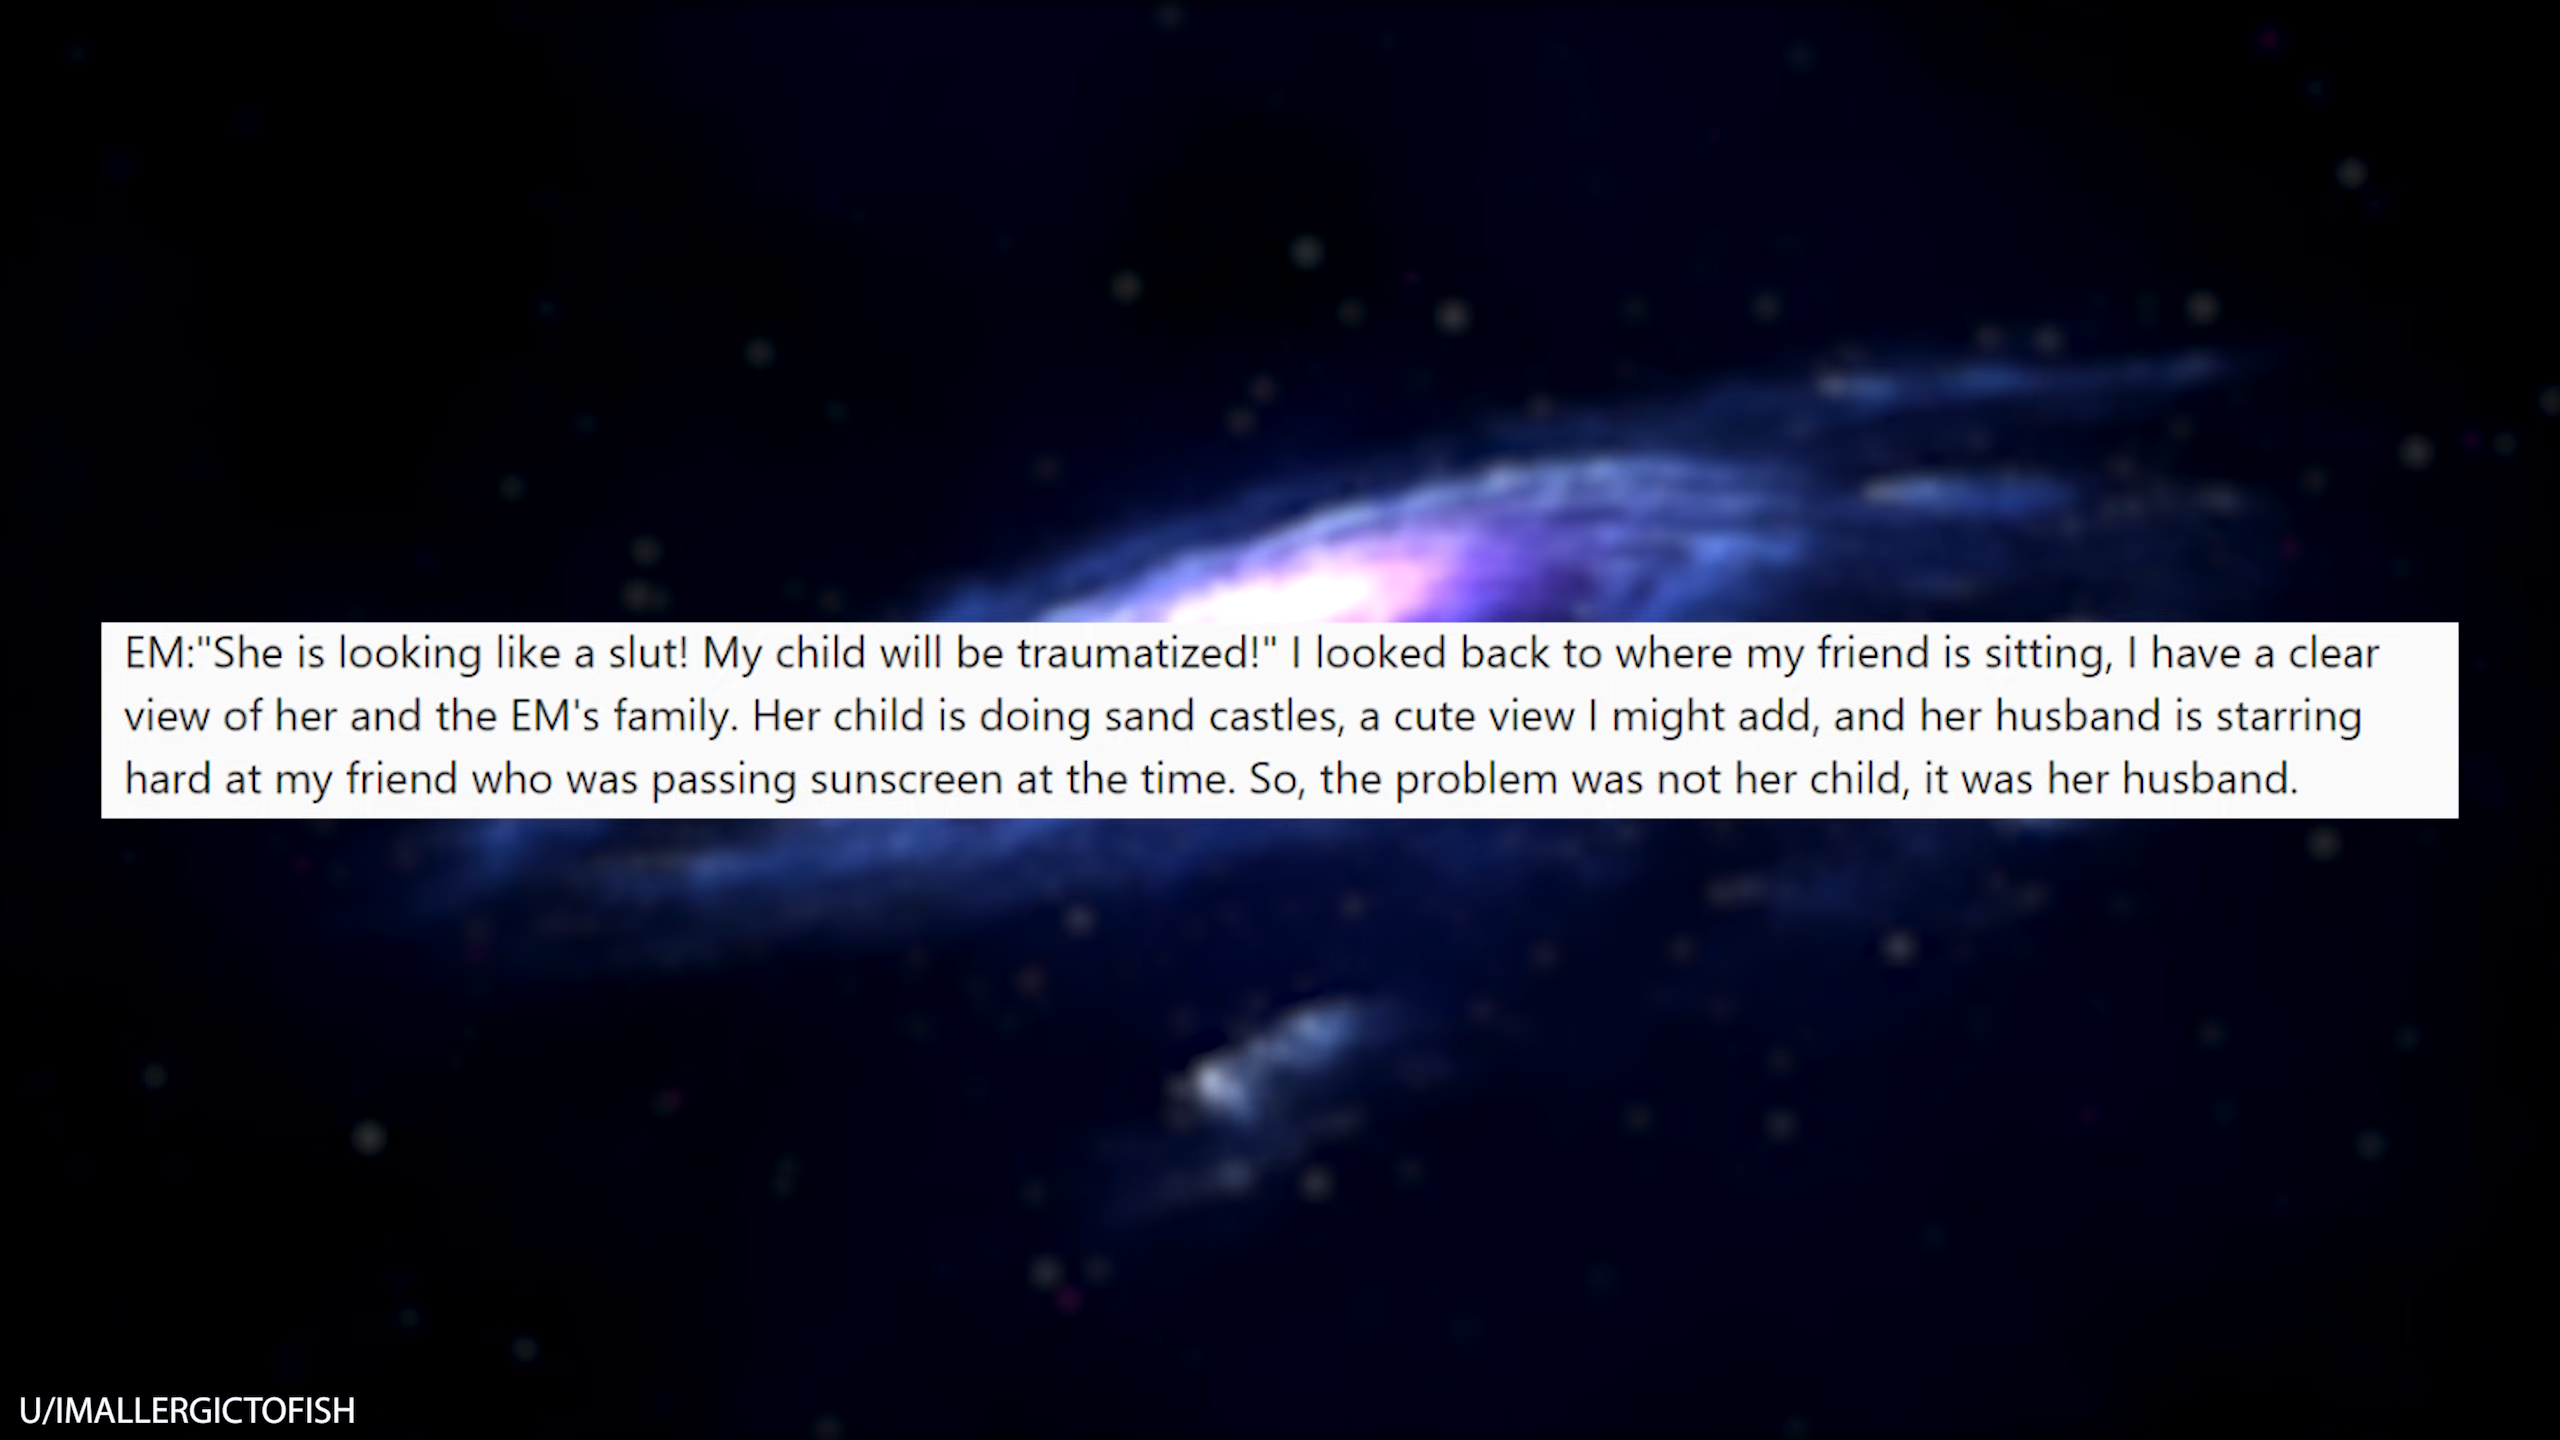 EM:"She is looking like a slut! My child will be traumatized!" I looked back to where my friend is sitting, I have a clear
view of her and the EM's family. Her child is doing sand castles, a cute view I might add, and her husband is starring
hard at my friend who was passing sunscreen at the time. So, the problem was not her child, it was her husband.
U/IMALLERGICTOFISH